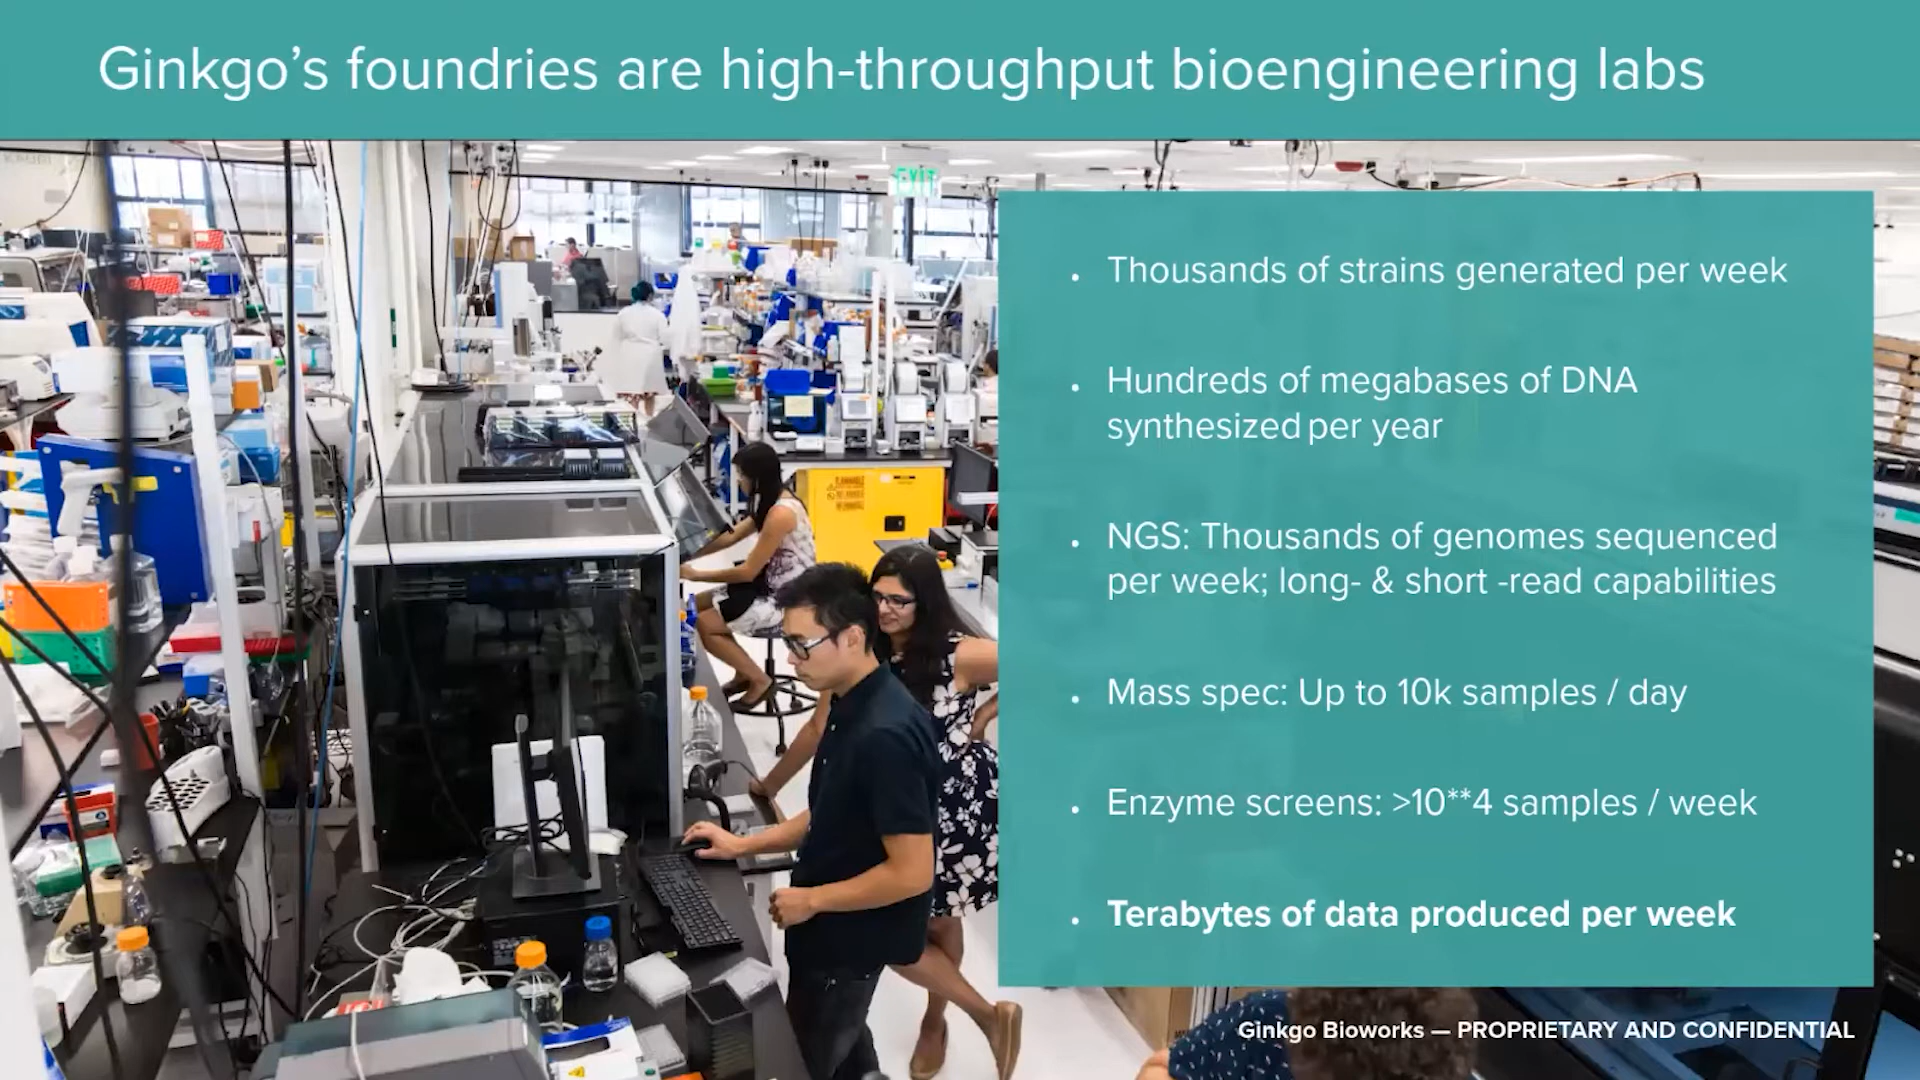 Ginkgo’s foundries are high-throughput bioengineering labs
EXIT
• Thousands of strains generated per week
• Hundreds of megabases of DNA
synthesized per year
• NGS: Thousands of genomes sequenced
per week; long- & short -read capabilities
• Mass spec: Up to 10k samples / day
• Enzyme screens: >10**4 samples / week
• Terabytes of data produced per week
Ginkgo Bioworks — PROPRIETARY AND CONFIDENTIAL